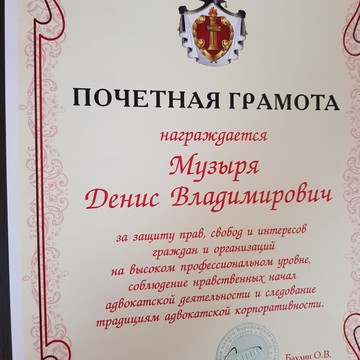 ПОЧЕТНАЯ ГРАМОТА
награждается
Музыря
Денис Владимирович
за защиту прав, свобод и интересов
граждан и организаций
на высоком профессиональном уровне,
соблюдение нравственных начал
адвокатской деятельности и следование
традициям адвокатской корпоративности.
Баулин О.В.